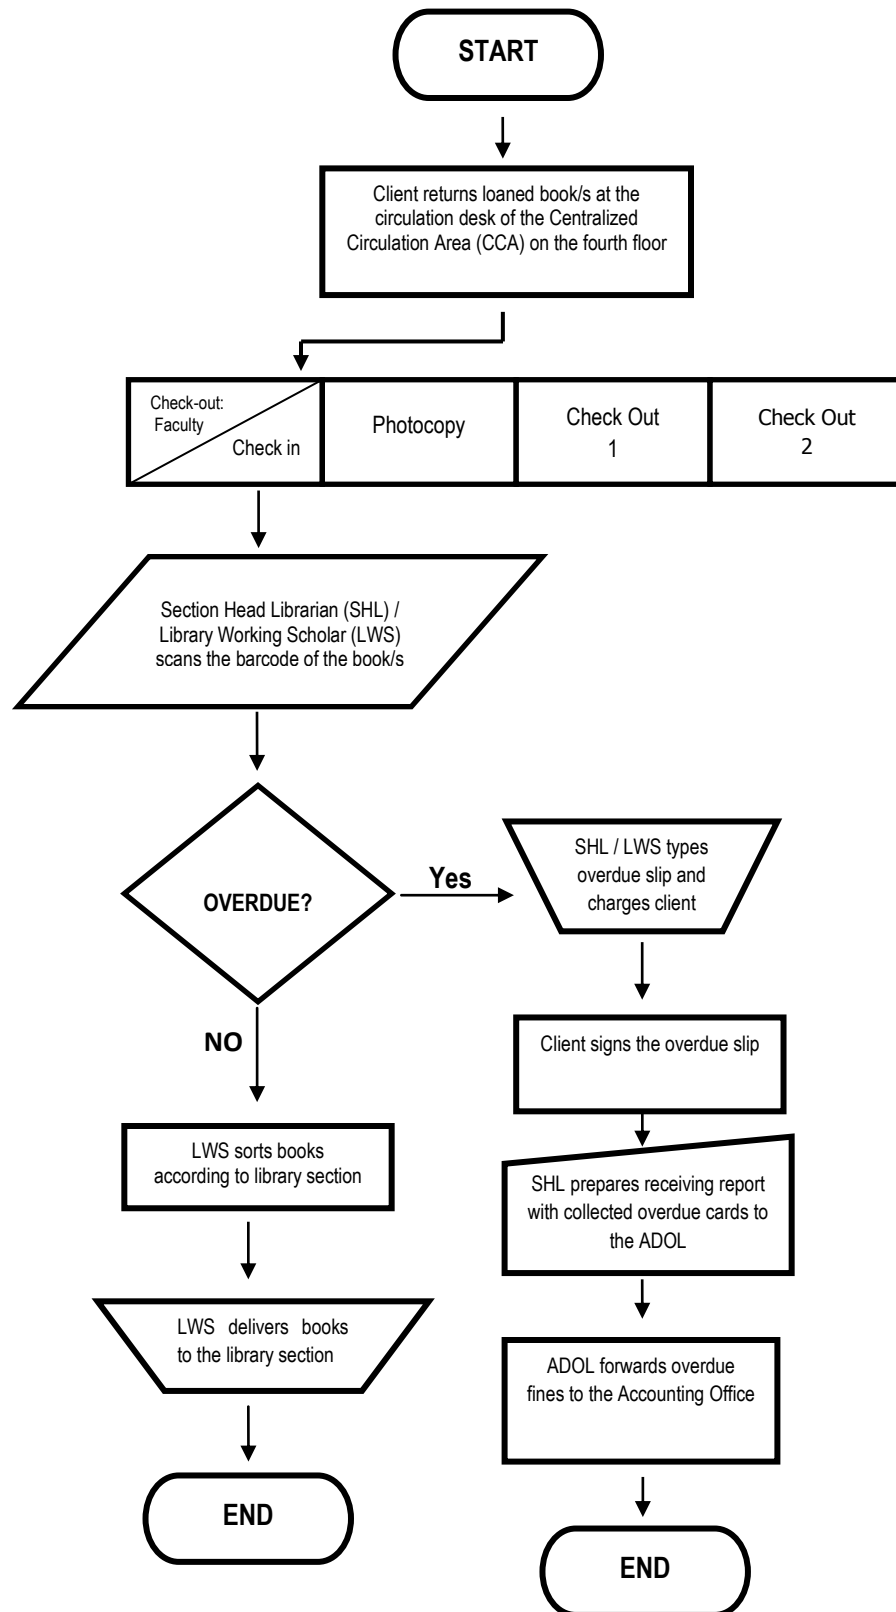 START
Client returns loaned book/s at the
circulation desk of the Centralized
Circulation Area (CCA) on the fourth floor
Check-out:
Faculty
Check in
Photocopy
Check Out
1
Check Out
2
Section Head Librarian (SHL) /
Library Working Scholar (LWS)
scans the barcode of the book/s
OVERDUE?
Yes
SHL / LWS types
overdue slip and
charges client
Client signs the overdue slip
SHL prepares receiving report
with collected overdue cards to
the ADOL
ADOL forwards overdue
fines to the Accounting Office
END
NO
LWS sorts books
according to library section
LWS delivers books
to the library section
END